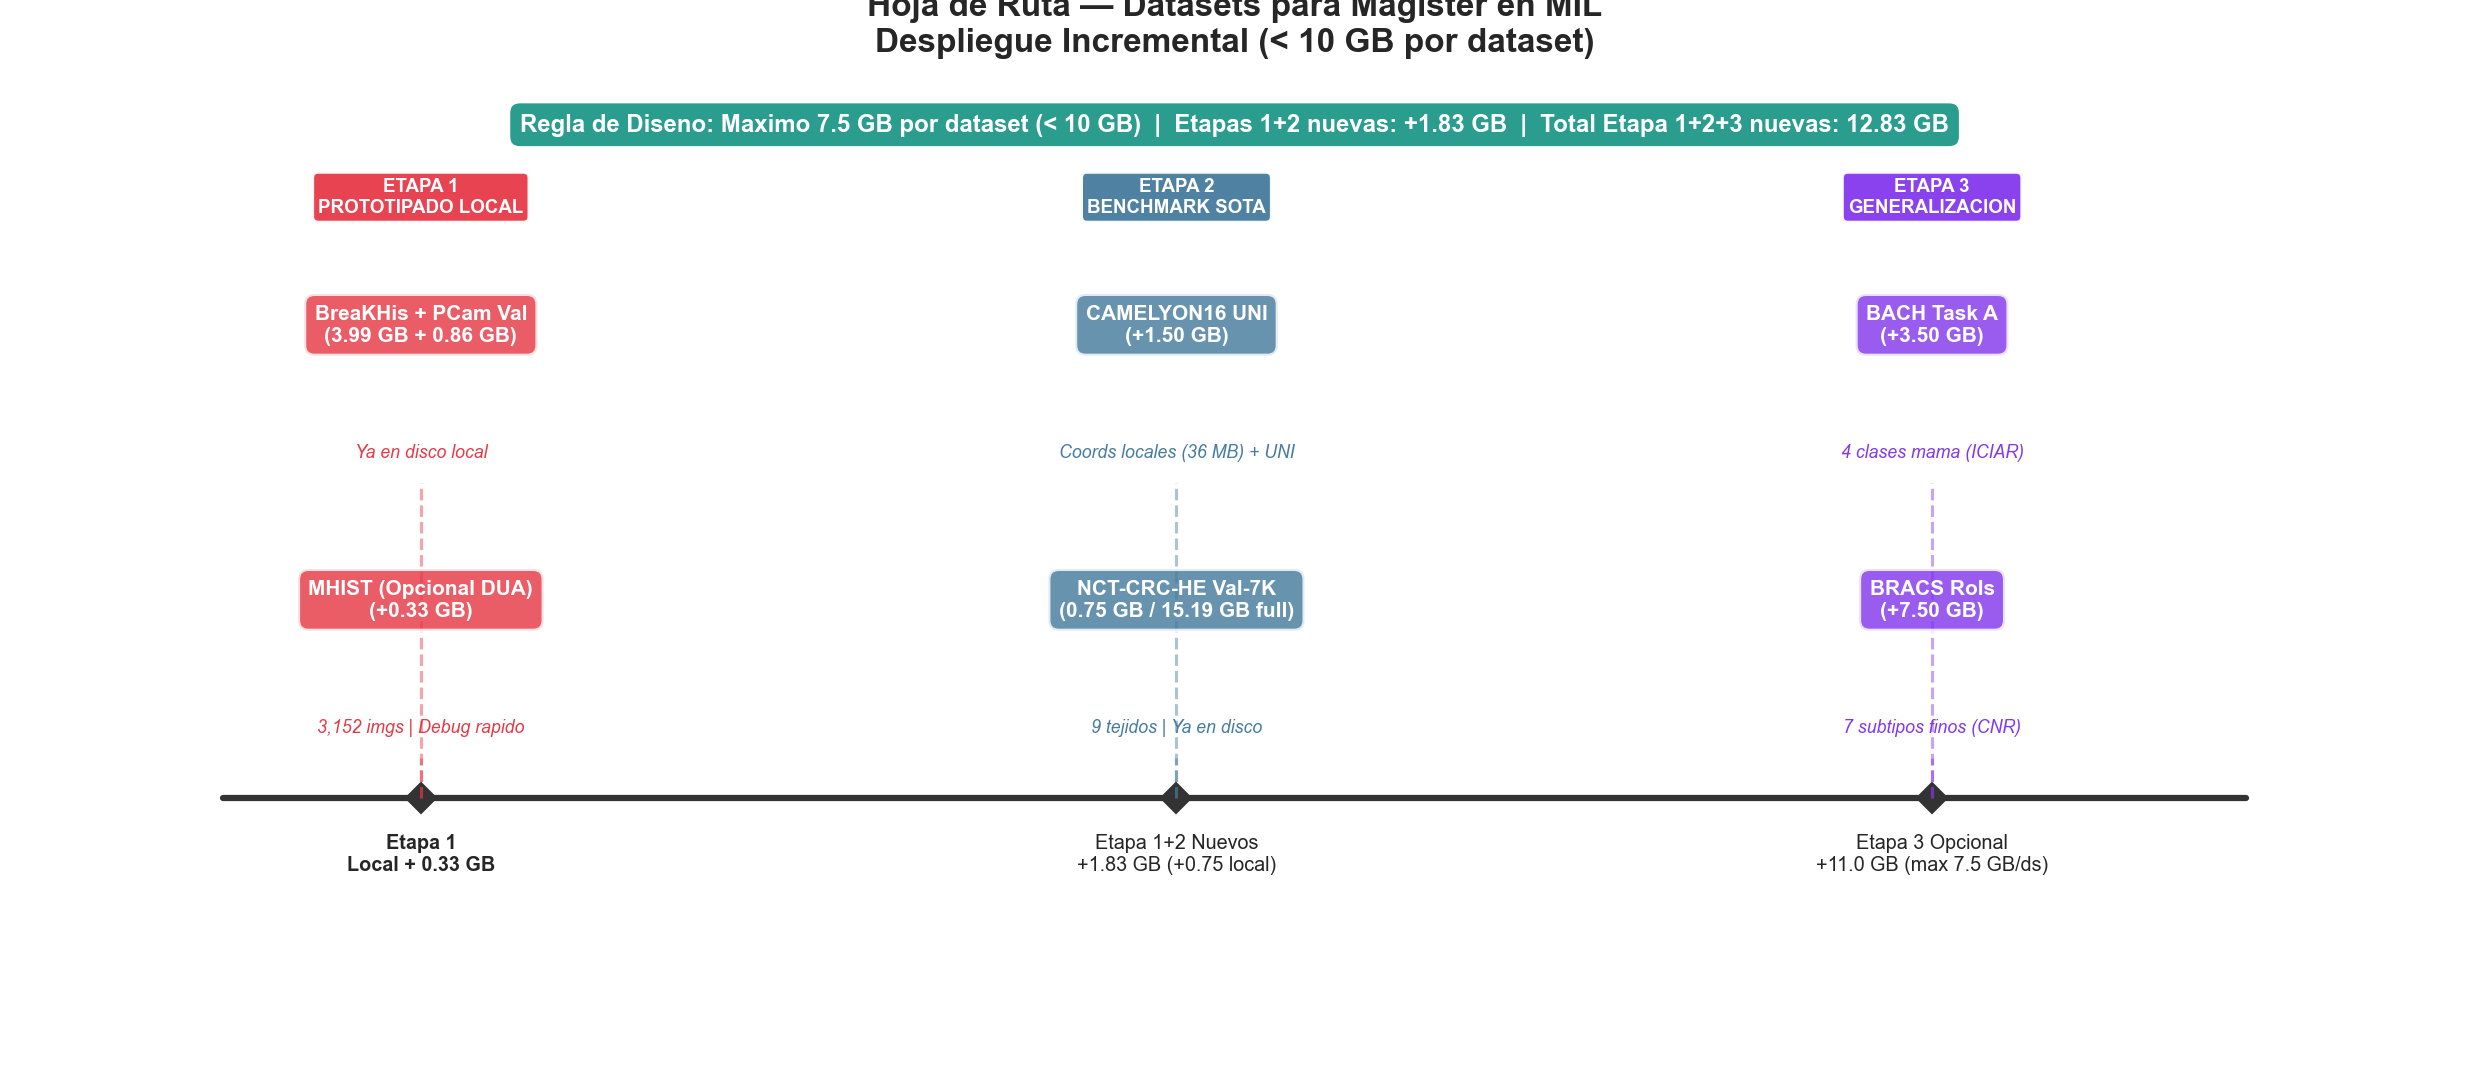 Hoja de Ruta — Datasets para Magister en MIL
Despliegue Incremental (< 10 GB por dataset)
Regla de Diseno: Maximo 7.5 GB por dataset (< 10 GB) | Etapas 1+2 nuevas: +1.83 GB | Total Etapa 1+2+3 nuevas: 12.83 GB
ETAPA 1
PROTOTIPADO LOCAL
BreaKHis + PCam Val
(3.99 GB + 0.86 GB)
Ya en disco local
MHIST (Opcional DUA)
(+0.33 GB)
3,152 imgs | Debug rapido
Etapa 1
Local + 0.33 GB
ETAPA 2
BENCHMARK SOTA
CAMELYON16 UNI
(+1.50 GB)
Coords locales (36 MB) + UNI
NCT-CRC-HE Val-7K
(0.75 GB / 15.19 GB full)
9 tejidos | Ya en disco
Etapa 1+2 Nuevos
+1.83 GB (+0.75 local)
ETAPA 3
GENERALIZACION
BACH Task A
(+3.50 GB)
4 clases mama (ICIAR)
BRACS RoIs
(+7.50 GB)
7 subtipos finos (CNR)
Etapa 3 Opcional
+11.0 GB (max 7.5 GB/ds)